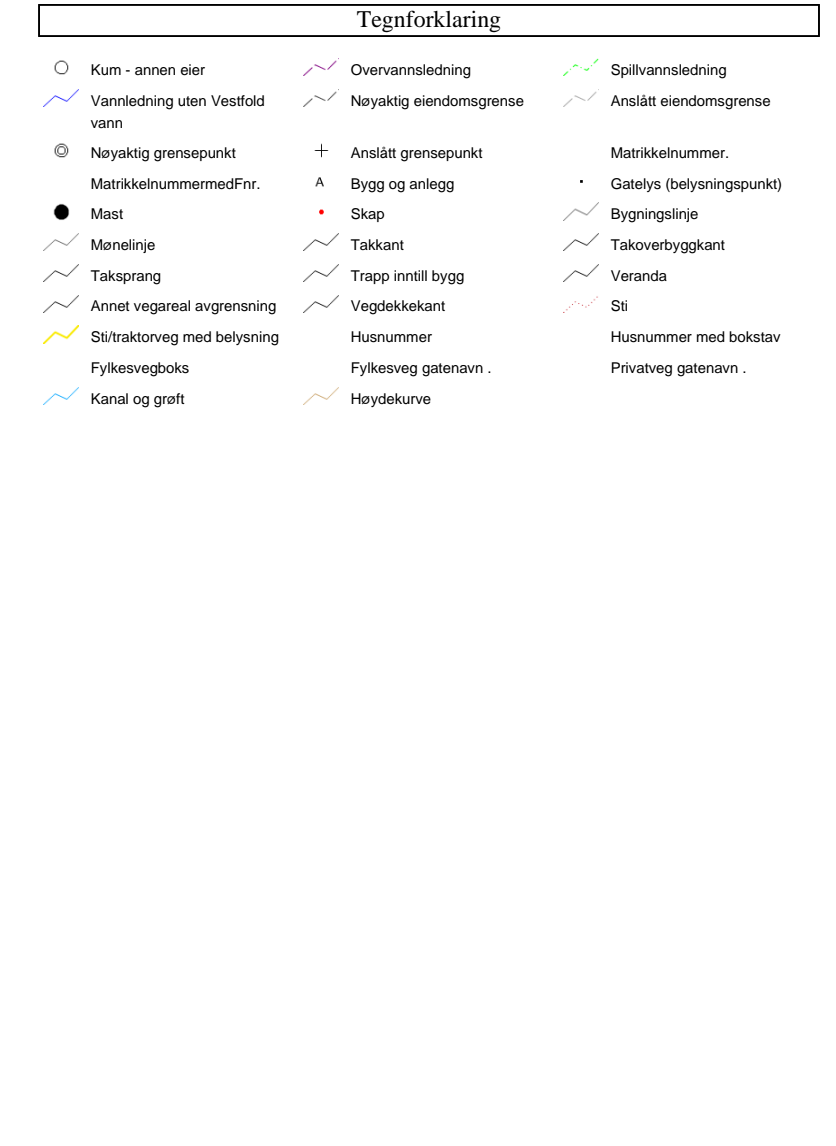 Tegnforklaring
Kum - annen eier
Overvannsledning
Spillvannsledning
Vannledning uten Vestfold
vann
Nøyaktig eiendomsgrense
Anslått eiendomsgrense
Nøyaktig grensepunkt
Anslått grensepunkt
Matrikkelnummer.
MatrikkelnummermedFnr.
A Bygg og anlegg
Gatelys (belysningspunkt)
Mast
Skap
Bygningslinje
Mønelinje
Takkant
Takoverbyggkant
Taksprang
Trapp inntill bygg
Veranda
Annet vegareal avgrensning
Vegdekkekant
Sti
Sti/traktorveg med belysning
Husnummer
Husnummer med bokstav
Fylkesvegboks
Fylkesveg gatenavn .
Privatveg gatenavn .
Kanal og grøft
Høydekurve